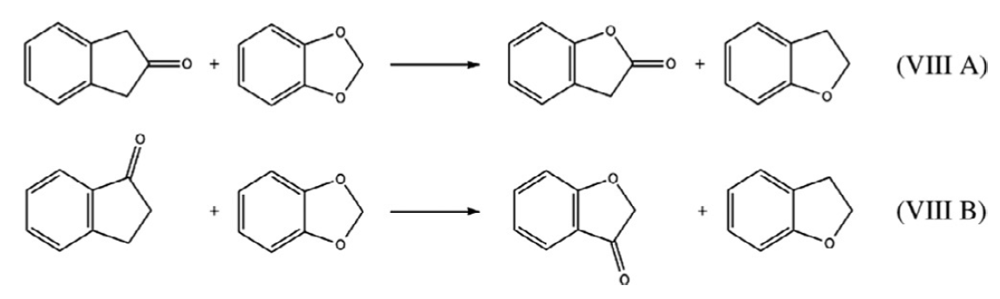 O + O O → O O + O (VIII A)
O + O O → O O + O (VIII B)